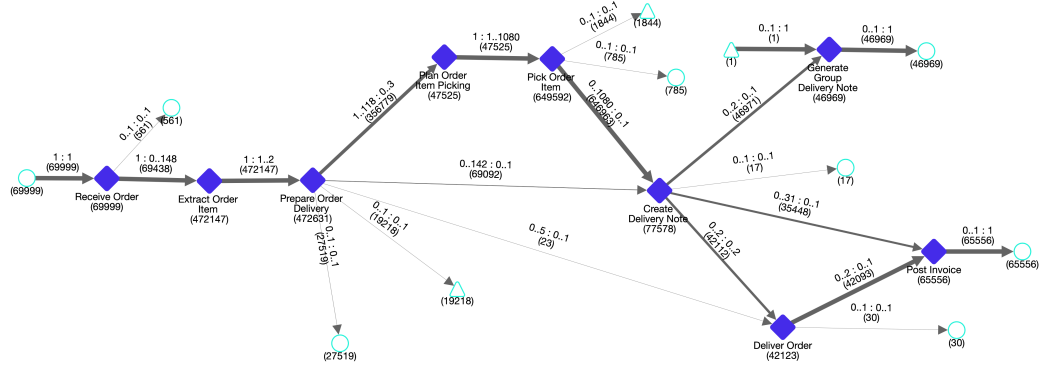 1 : 1
(69999)
(69999)
Receive Order
(69999)
0..1 : 0..1
(561)
(561)
1 : 0..148
(69438)
Extract Order
Item
(472147)
1 : 1..2
(472147)
Prepare Order
Delivery
(472631)
1..118 : 0..3
(356779)
Plan Order
Item Picking
(47525)
1 : 1..1080
(47525)
Pick Order
Item
(649592)
0..1 : 0..1
(1844)
(1844)
0..1 : 0..1
(785)
(785)
0..1080 : 0..1
(646963)
0..142 : 0..1
(69092)
0..1 : 0..1
(19218)
(19218)
0..1 : 0..1
(27519)
(27519)
0..5 : 0..1
(23)
Create
Delivery Note
(77578)
0..2 : 0..1
(46971)
(1)
0..1 : 1
(1)
Generate
Group
Delivery Note
(46969)
0..1 : 1
(46969)
(46969)
0..1 : 0..1
(17)
(17)
0..31 : 0..1
(35448)
0..2 : 0..2
(42112)
Deliver Order
(42123)
0..2 : 0..1
(42093)
0..1 : 0..1
(30)
(30)
Post Invoice
(65556)
0..1 : 1
(65556)
(65556)